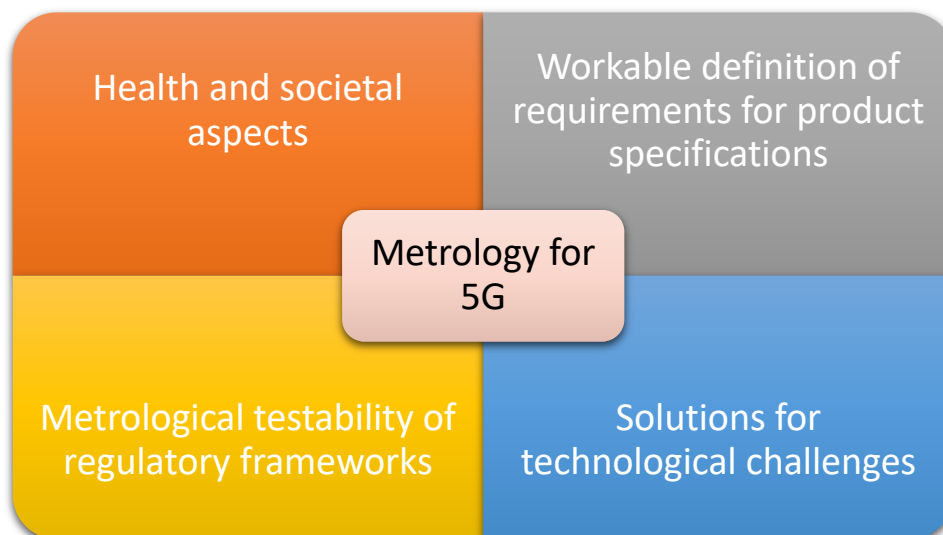 Health and societal
aspects
Workable definition of
requirements for product
specifications
Metrology for
5G
Metrological testability of
regulatory frameworks
Solutions for
technological challenges